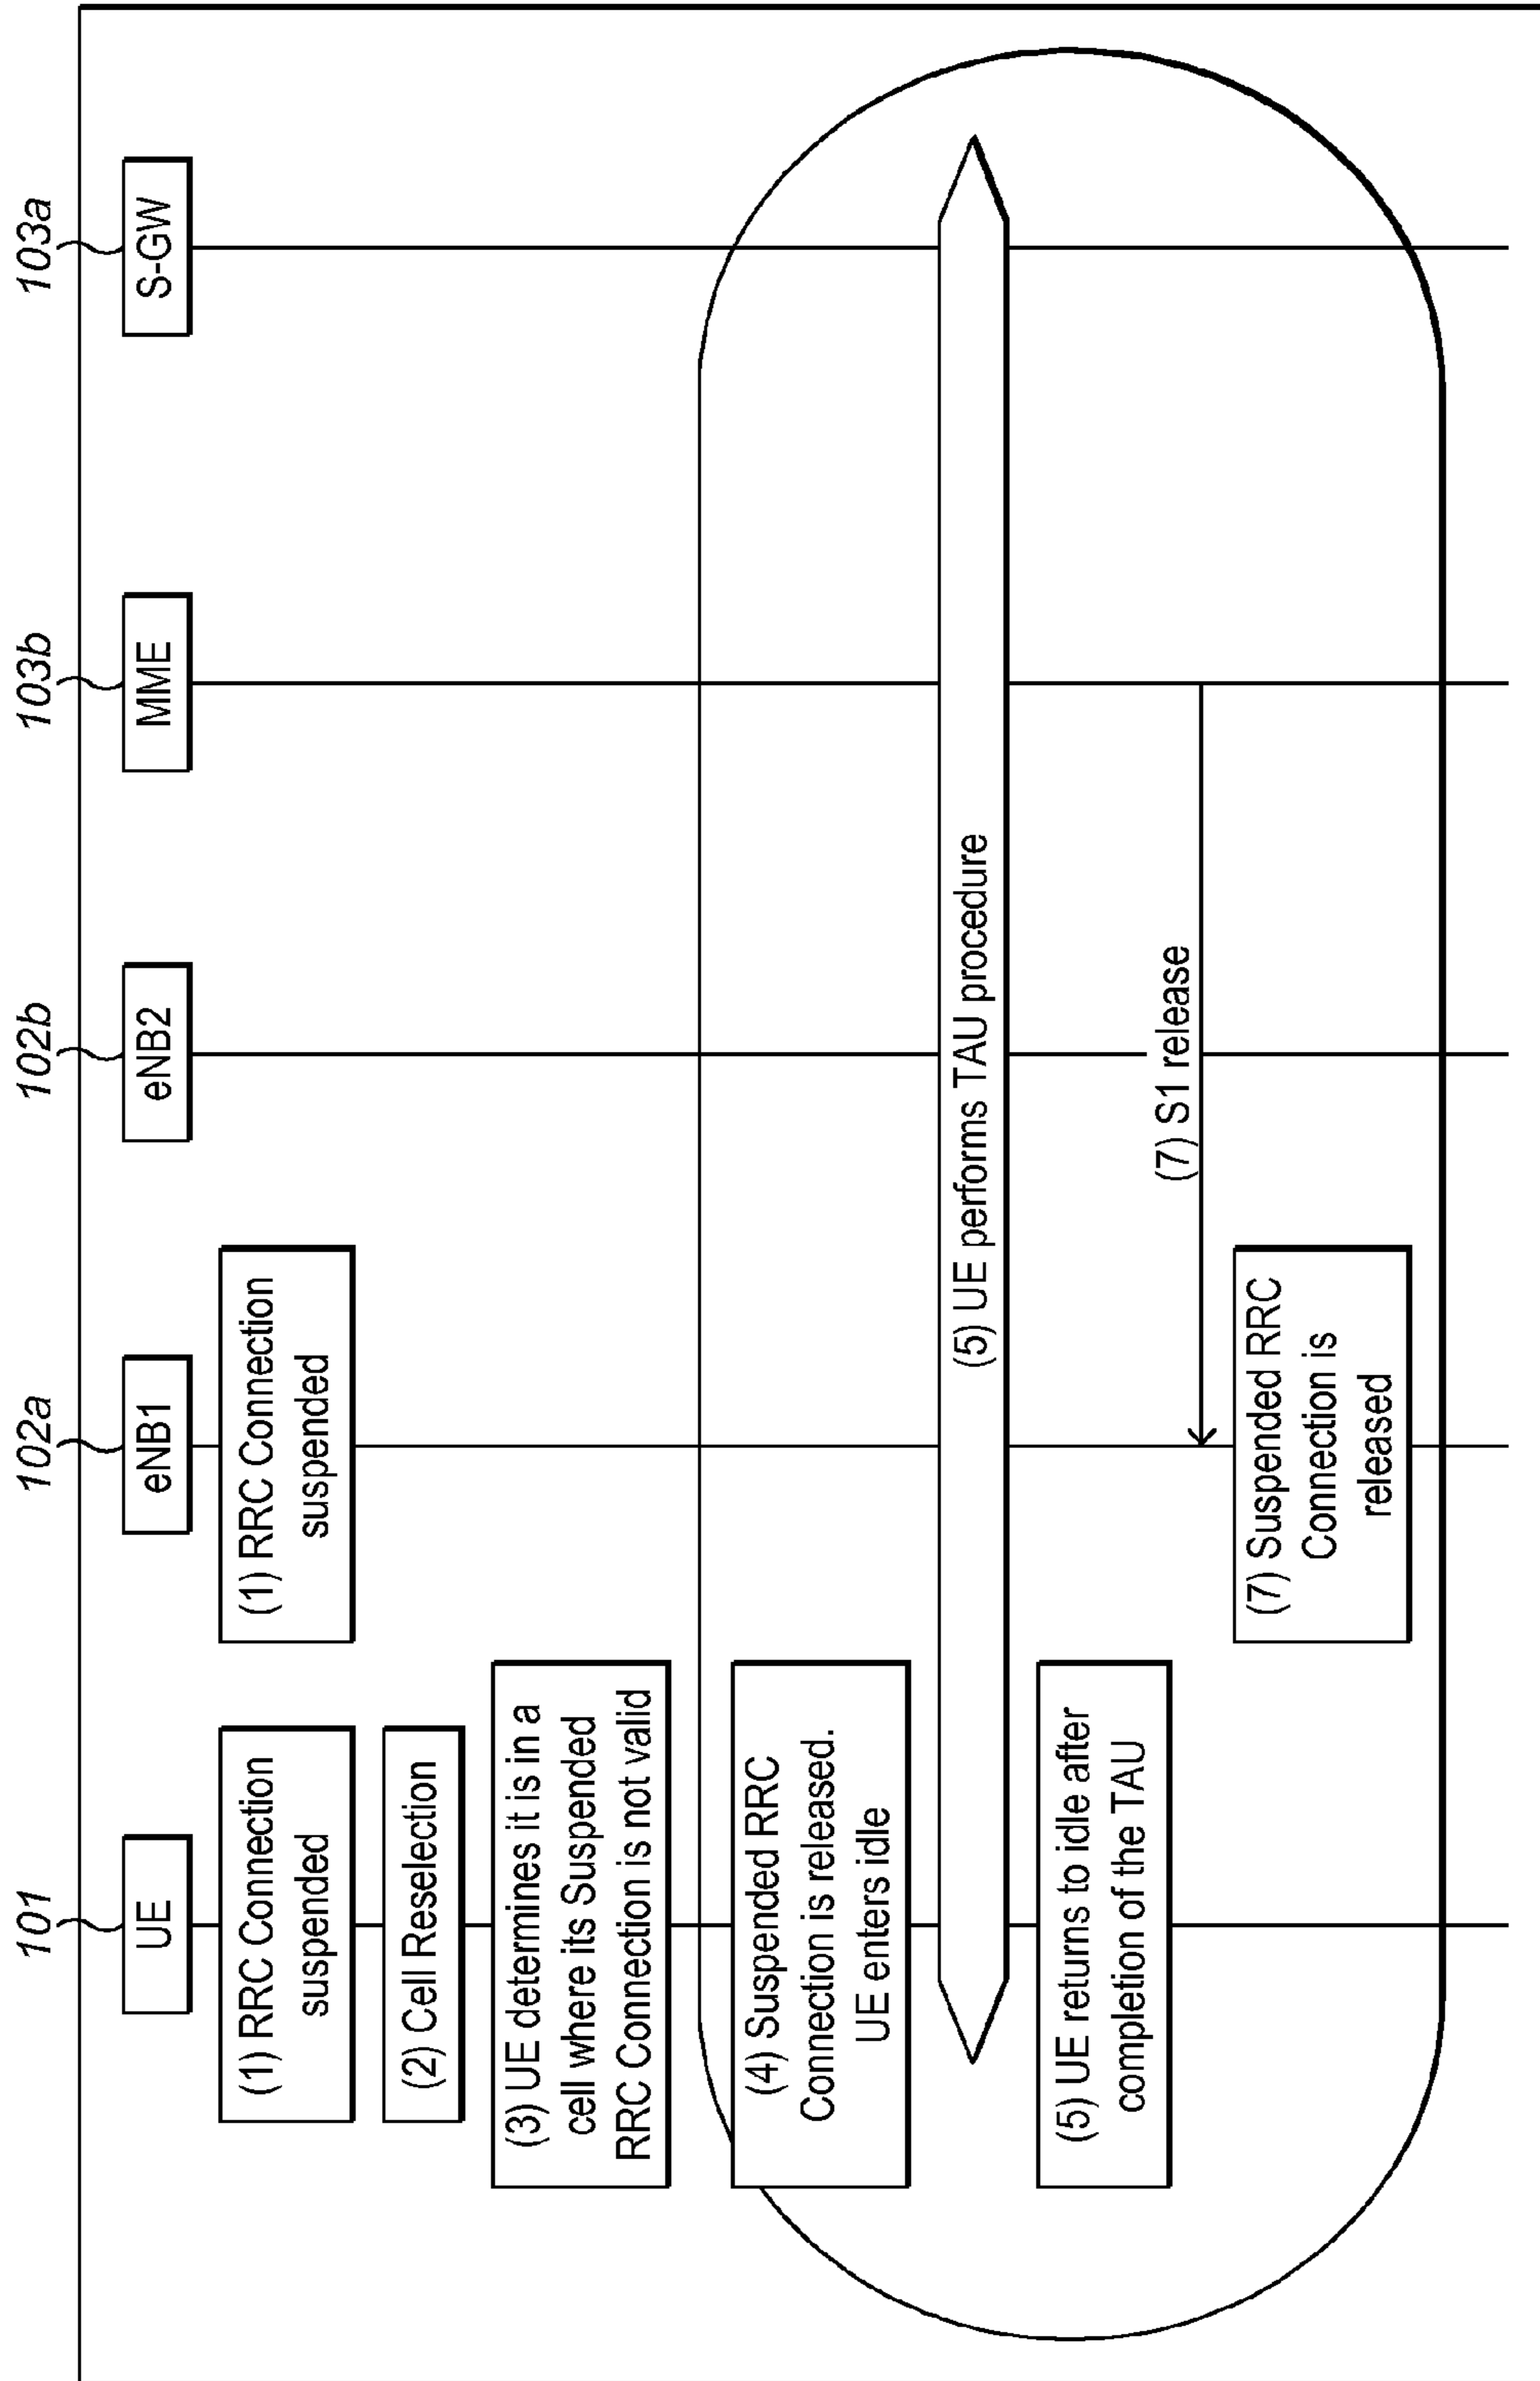 101
102a
102b
103b
103a
UE
eNB1
eNB2
MME
S-GW
(1) RRC Connection
suspended
(1) RRC Connection
suspended
(2) Cell Reselection
(3) UE determines it is in a
cell where its Suspended
RRC Connection is not valid
(4) Suspended RRC
Connection is released.
UE enters idle
(5) UE performs TAU procedure
(5) UE returns to idle after
completion of the TAU
(7) S1 release
(7) Suspended RRC
Connection is
released